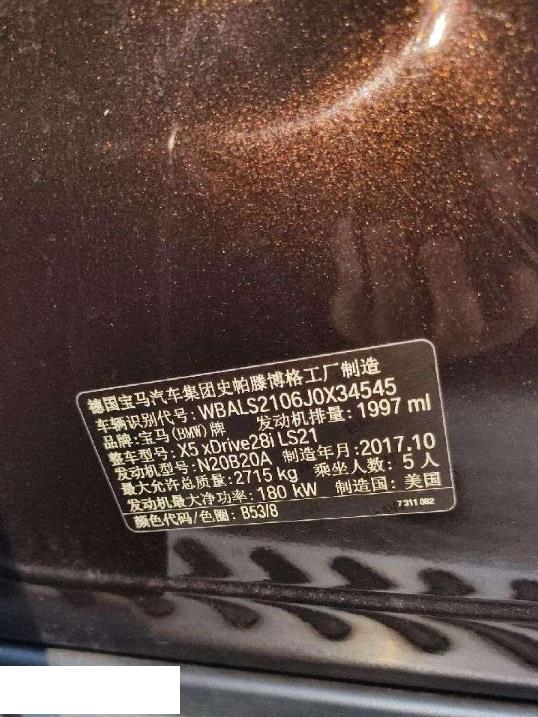 德国宝马汽车集团史帕滕博格工厂制造
车辆识别代号: WBALS2106J0X34545
品牌: 宝马(BMW)牌 发动机排量: 1997 ml
整车型号: X5 xDrive28i LS21
发动机型号: N20B20A 制造年月: 2017.10
最大允许总质量: 2715 kg 乘坐人数: 5 人
发动机最大净功率: 180 kW 制造国: 美国
颜色代码/色圈: B53/8 7 311 082